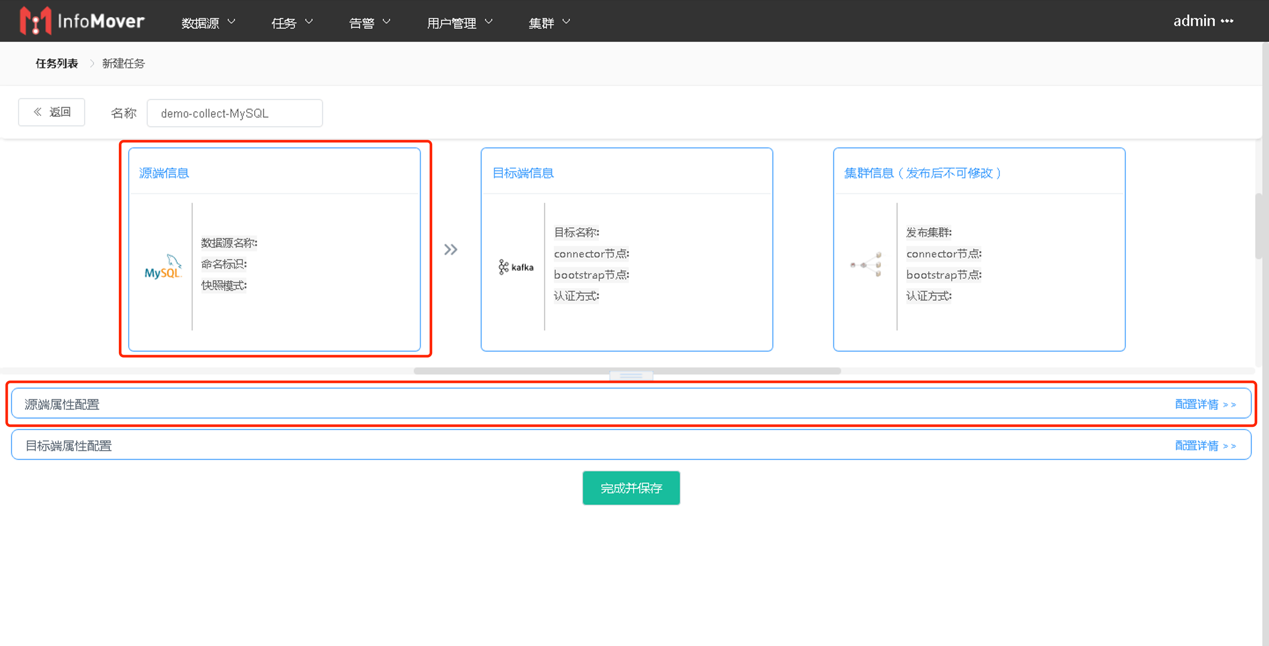 InfoMover 数据源 任务 告警 用户管理 集群 admin ···
任务列表 > 新建任务
« 返回 名称 demo-collect-MySQL
源端信息
MySQL
数据源名称:
命名标识:
快照模式:
»
目标端信息
kafka
目标名称:
connector节点:
bootstrap节点:
认证方式:
集群信息（发布后不可修改）
发布集群:
connector节点:
bootstrap节点:
认证方式:
源端属性配置 配置详情 >>
目标端属性配置 配置详情 >>
完成并保存